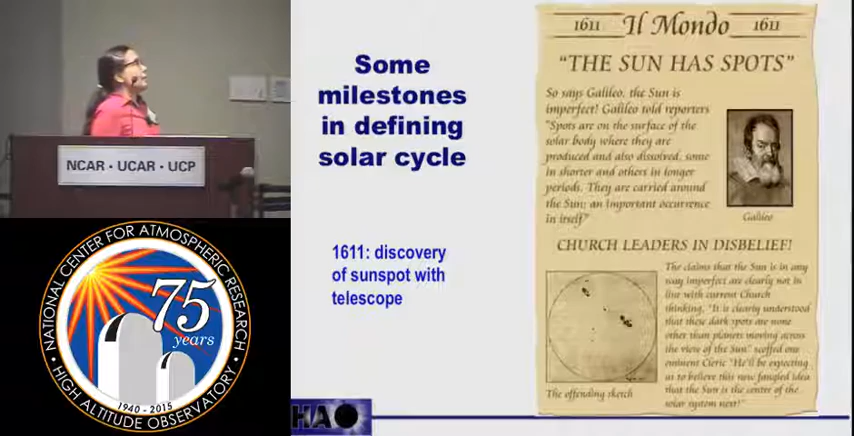 NCAR • UCAR • UCP
NATIONAL CENTER FOR ATMOSPHERIC RESEARCH
75
years
1940 - 2015
HIGH ALTITUDE OBSERVATORY
Some
milestones
in defining
solar cycle
1611: discovery
of sunspot with
telescope
HAO
1611 Il Mondo 1611
"THE SUN HAS SPOTS"
So says Galileo, the Sun is
imperfect! Galileo told reporters
"Spots are on the surface of the
solar body where they are
produced and also dissolved, some
in shorter and others in longer
periods. They are carried around
the Sun; an important occurrence
in itself"
Galileo
CHURCH LEADERS IN DISBELIEF!
The offending sketch
The claims that the Sun is in any
way imperfect are clearly not in
line with current Church
thinking. "It is clearly understood
that these dark spots are none
other than planets moving across
the view of the Sun" scoffed one
eminent Cleric "He'll be expecting
us to believe this new fangled idea
that the Sun is the centre of the
solar system next!"